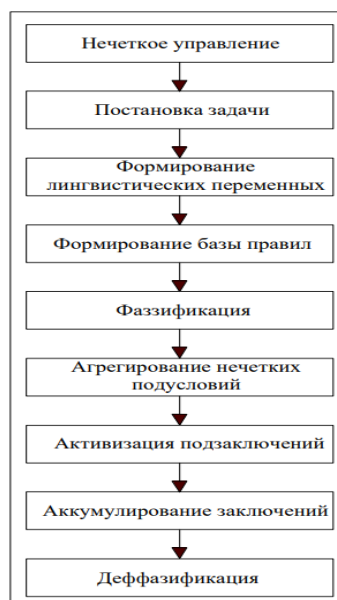 Нечеткое управление
Постановка задачи
Формирование
лингвистических переменных
Формирование базы правил
Фаззификация
Агрегирование нечетких
подусловий
Активизация подзаключений
Аккумулирование заключений
Деффазификация